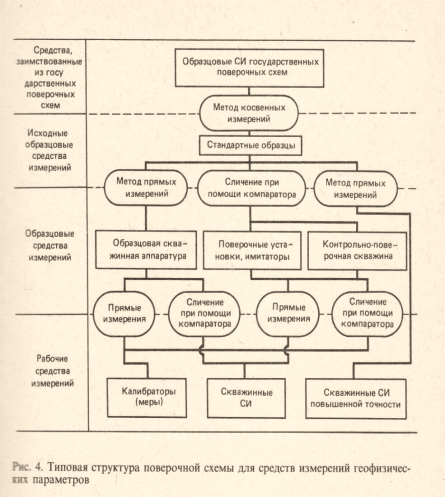 Средства,
заимствованные
из госу
дарственных
поверочных
схем
Образцовые СИ государственных
поверочных схем
Метод косвенных
измерений
Исходные
образцовые
средства
измерений
Стандартные образцы
Метод прямых
измерений
Сличение при
помощи компаратора
Метод прямых
измерений
Образцовые
средства
измерений
Образцовая сква-
жинная аппаратура
Поверочные уста-
новки, имитаторы
Контрольно-пове-
рочная скважина
Прямые
измерения
Сличение при
помощи
компаратора
Прямые
измерения
Сличение при
помощи
компаратора
Рабочие
средства
измерений
Калибраторы
(меры)
Скважинные
СИ
Скважинные СИ
повышенной точности
Рис. 4. Типовая структура поверочной схемы для средств измерений геофизичес-
ких параметров